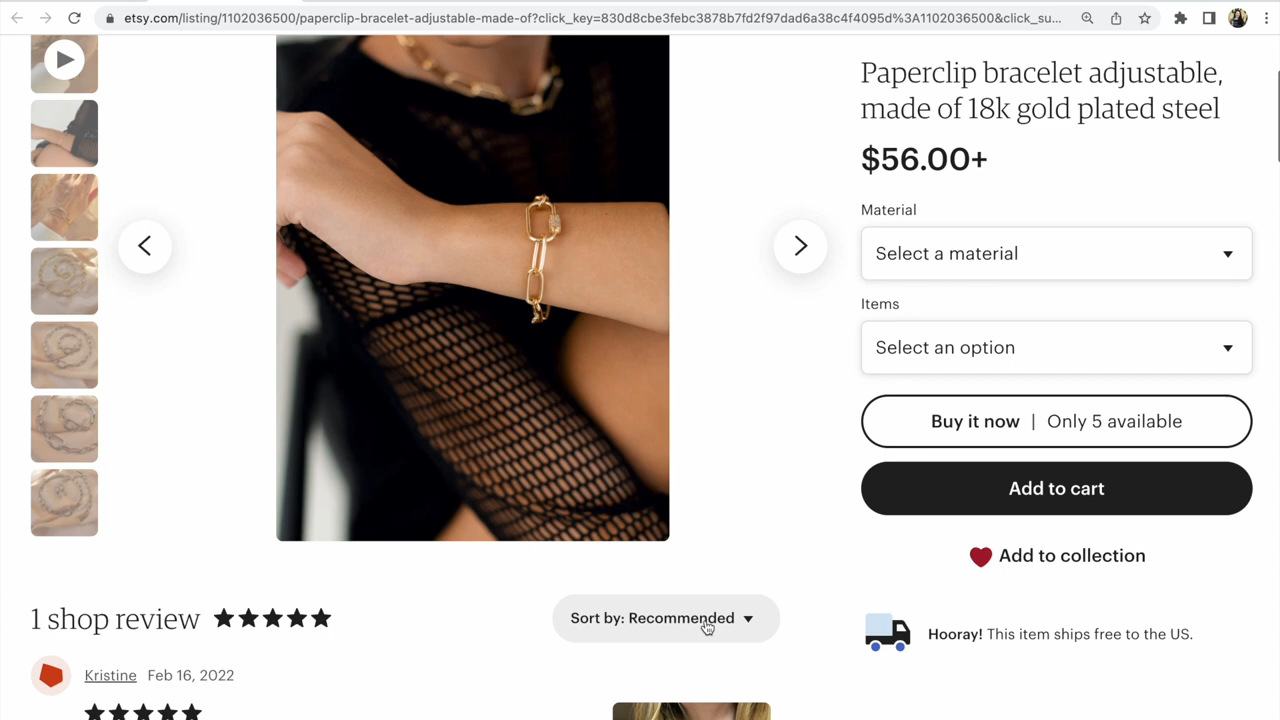 etsy.com/listing/1102036500/paperclip-bracelet-adjustable-made-of?click_key=830d8cbe3febc3878b7fd2f97dad6a38c4f4095d%3A1102036500&click_su...
Paperclip bracelet adjustable,
made of 18k gold plated steel
$56.00+
Material
Select a material
Items
Select an option
Buy it now | Only 5 available
Add to cart
Add to collection
1 shop review
Sort by: Recommended
Hooray! This item ships free to the US.
Kristine Feb 16, 2022